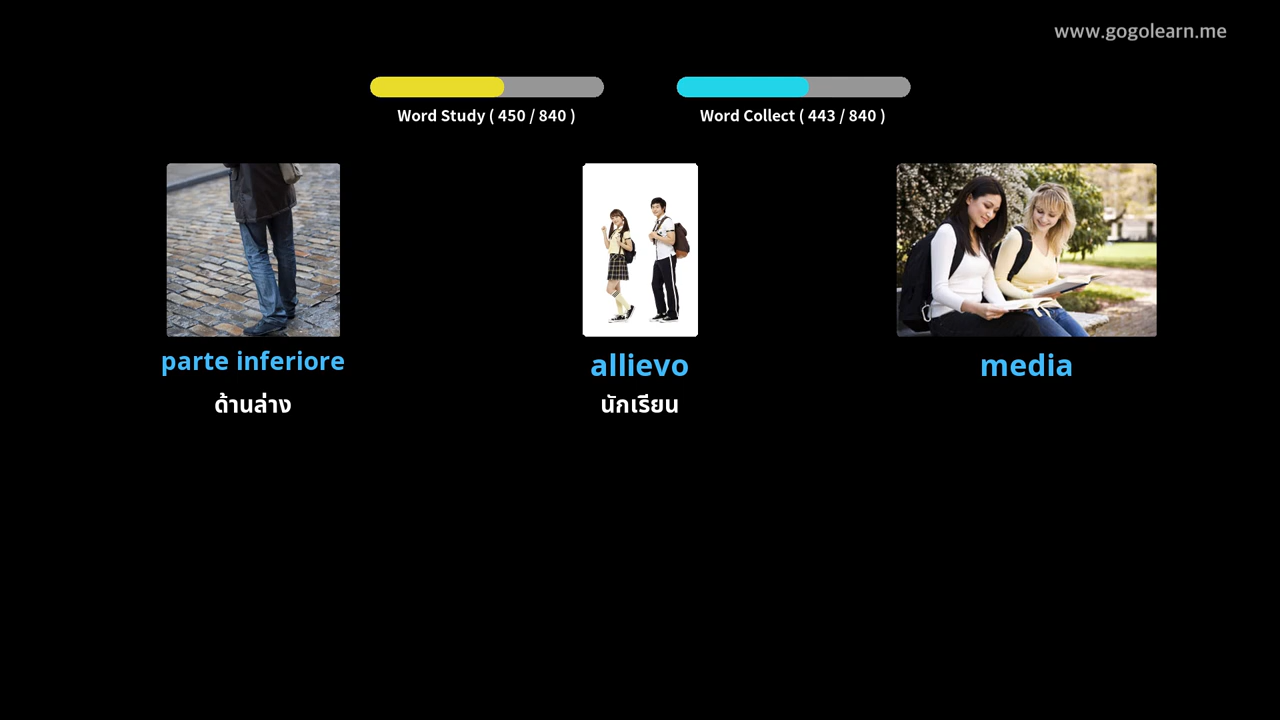 www.gogolearn.me
Word Study ( 450 / 840 )
Word Collect ( 443 / 840 )
parte inferiore
allievo
media
ด้านล่าง
นักเรียน